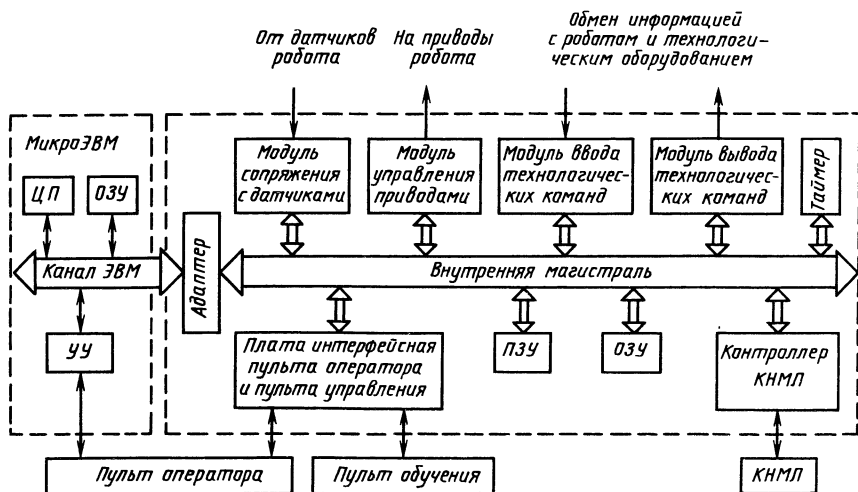 От датчиков
робота
На приводы
робота
Обмен информацией
с роботом и техноло­ги-
ческим оборудованием
МикроЭВМ
ЦП
ОЗУ
Модуль
сопряжения
с датчиками
Модуль
управления
приводами
Модуль ввода
технологичес-
ких команд
Модуль вывода
технологичес-
ких команд
Таймер
Канал ЭВМ
Адаптер
Внутренняя магистраль
УУ
Плата интерфейсная
пульта оператора
и пульта управления
ПЗУ
ОЗУ
Контроллер
КНМЛ
Пульт оператора
Пульт обучения
КНМЛ